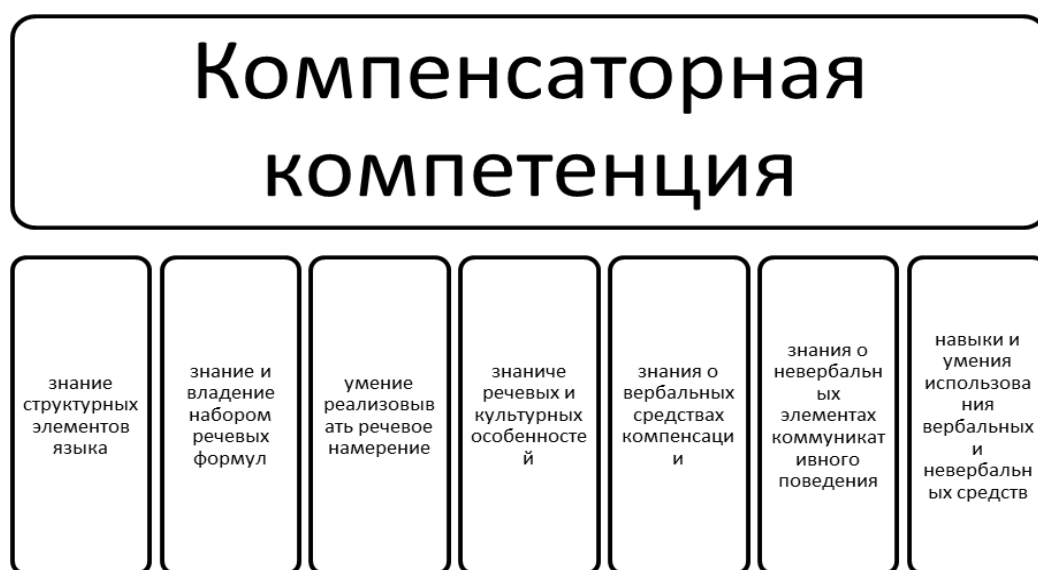 Компенсаторная
компетенция
знание
структурных
элементов
языка
знание и
владение
набором
речевых
формул
умение
реализовыв
ать речевое
намерение
знаниче
речевых и
культурных
особенносте
й
знания о
вербальных
средствах
компенсаци
и
знания о
невербальн
ых
элементах
коммуникат
ивного
поведения
навыки и
умения
использова
ния
вербальных
и
невербальн
ых средств